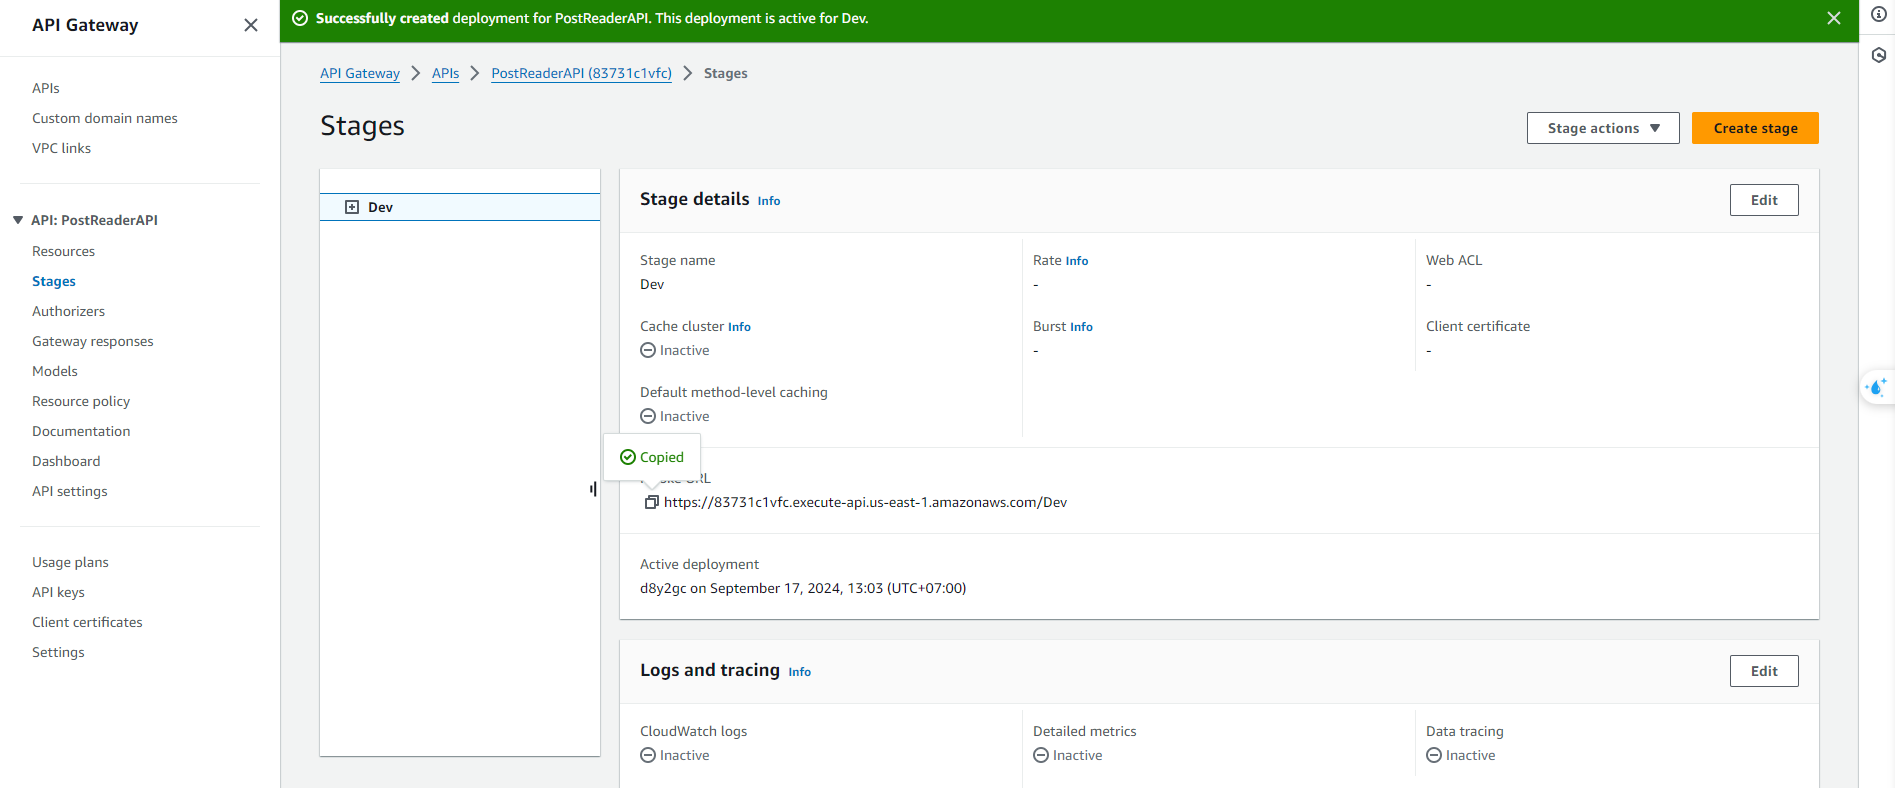 API Gateway
APIs
Custom domain names
VPC links
API: PostReaderAPI
Resources
Stages
Authorizers
Gateway responses
Models
Resource policy
Documentation
Dashboard
API settings
Usage plans
API keys
Client certificates
Settings
Successfully created deployment for PostReaderAPI. This deployment is active for Dev.
API Gateway > APIs > PostReaderAPI (83731c1vfc) > Stages
Stages
Stage actions
Create stage
Dev
Stage details Info
Edit
Stage name
Dev
Rate Info
-
Web ACL
-
Cache cluster Info
Inactive
Burst Info
-
Client certificate
-
Default method-level caching
Inactive
Copied
URL
https://83731c1vfc.execute-api.us-east-1.amazonaws.com/Dev
Active deployment
d8y2gc on September 17, 2024, 13:03 (UTC+07:00)
Logs and tracing Info
Edit
CloudWatch logs
Inactive
Detailed metrics
Inactive
Data tracing
Inactive